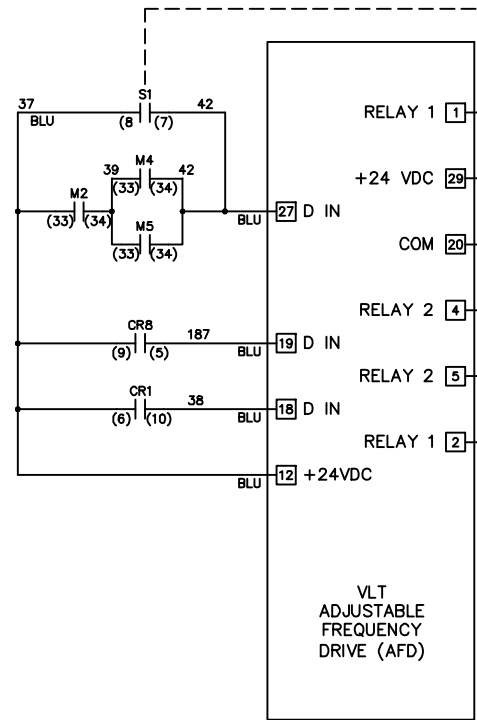 S1
37 42
BLU (8 (7)
RELAY 1 1
39 M4 42
(33) (34)
+24 VDC 29
M2
(33) (34)
BLU 27 D IN
M5
(33) (34)
COM 20
RELAY 2 4
CR8 187
(9) (5) BLU 19 D IN
RELAY 2 5
CR1 38
(6) (10) BLU 18 D IN
RELAY 1 2
BLU 12 +24VDC
VLT
ADJUSTABLE
FREQUENCY
DRIVE (AFD)